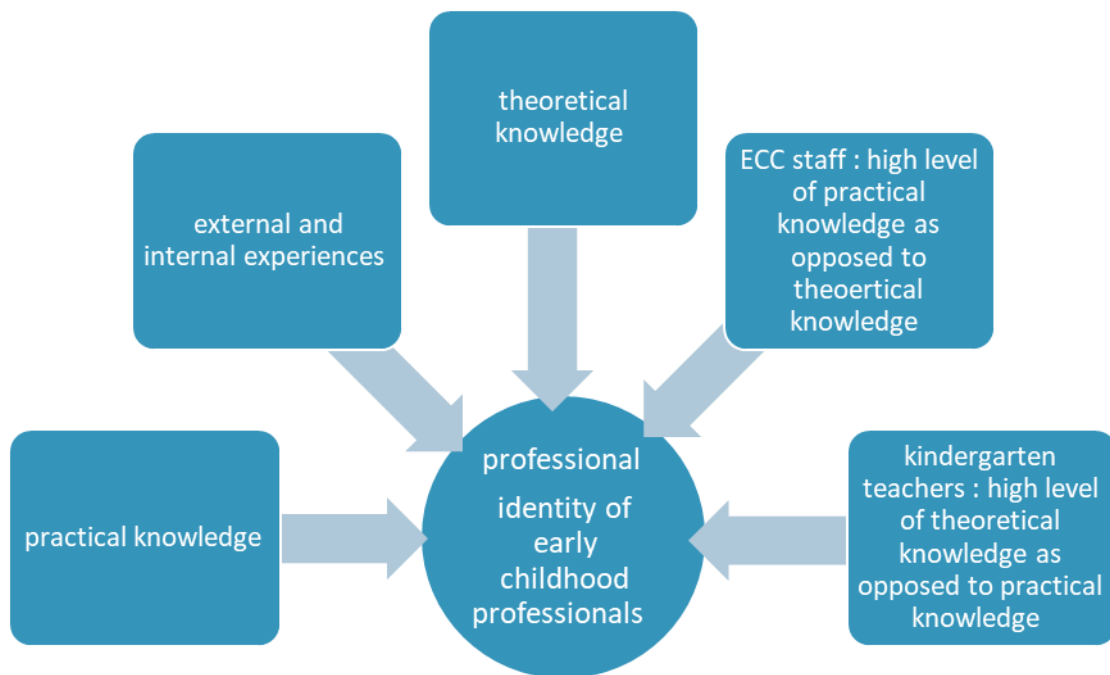 theoretical
knowledge
external and
internal experiences
ECC staff : high level
of practical
knowledge as
opposed to
theoertical
knowledge
practical knowledge
professional
identity of
early
childhood
professionals
kindergarten
teachers : high level
of theoretical
knowledge as
opposed to practical
knowledge